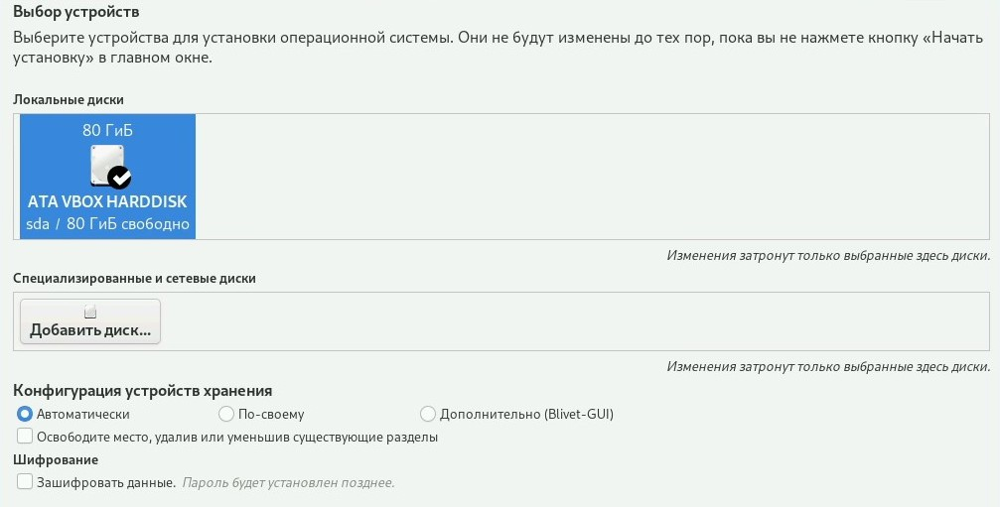 Выбор устройств
Выберите устройства для установки операционной системы. Они не будут изменены до тех пор, пока вы не нажмете кнопку «Начать
установку» в главном окне.
Локальные диски
80 ГиБ
ATA VBOX HARDDISK
sda / 80 ГиБ свободно
Изменения затронут только выбранные здесь диски.
Специализированные и сетевые диски
Добавить диск...
Изменения затронут только выбранные здесь диски.
Конфигурация устройств хранения
Автоматически По-своему Дополнительно (Blivet-GUI)
Освободите место, удалив или уменьшив существующие разделы
Шифрование
Зашифровать данные. Пароль будет установлен позднее.